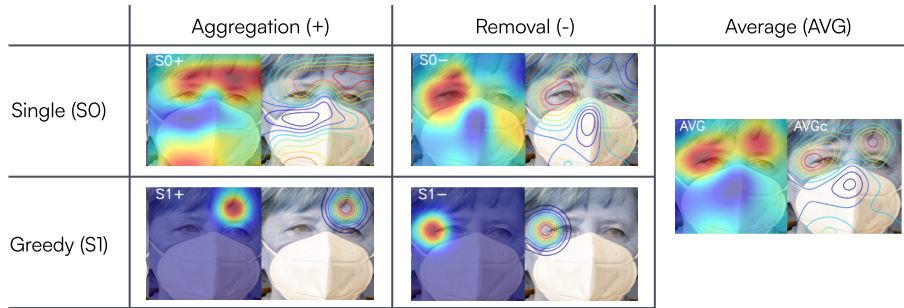 Aggregation (+) Removal (-) Average (AVG)
Single (S0)
S0+ S0−
AVG AVGc
Greedy (S1)
S1+ S1−